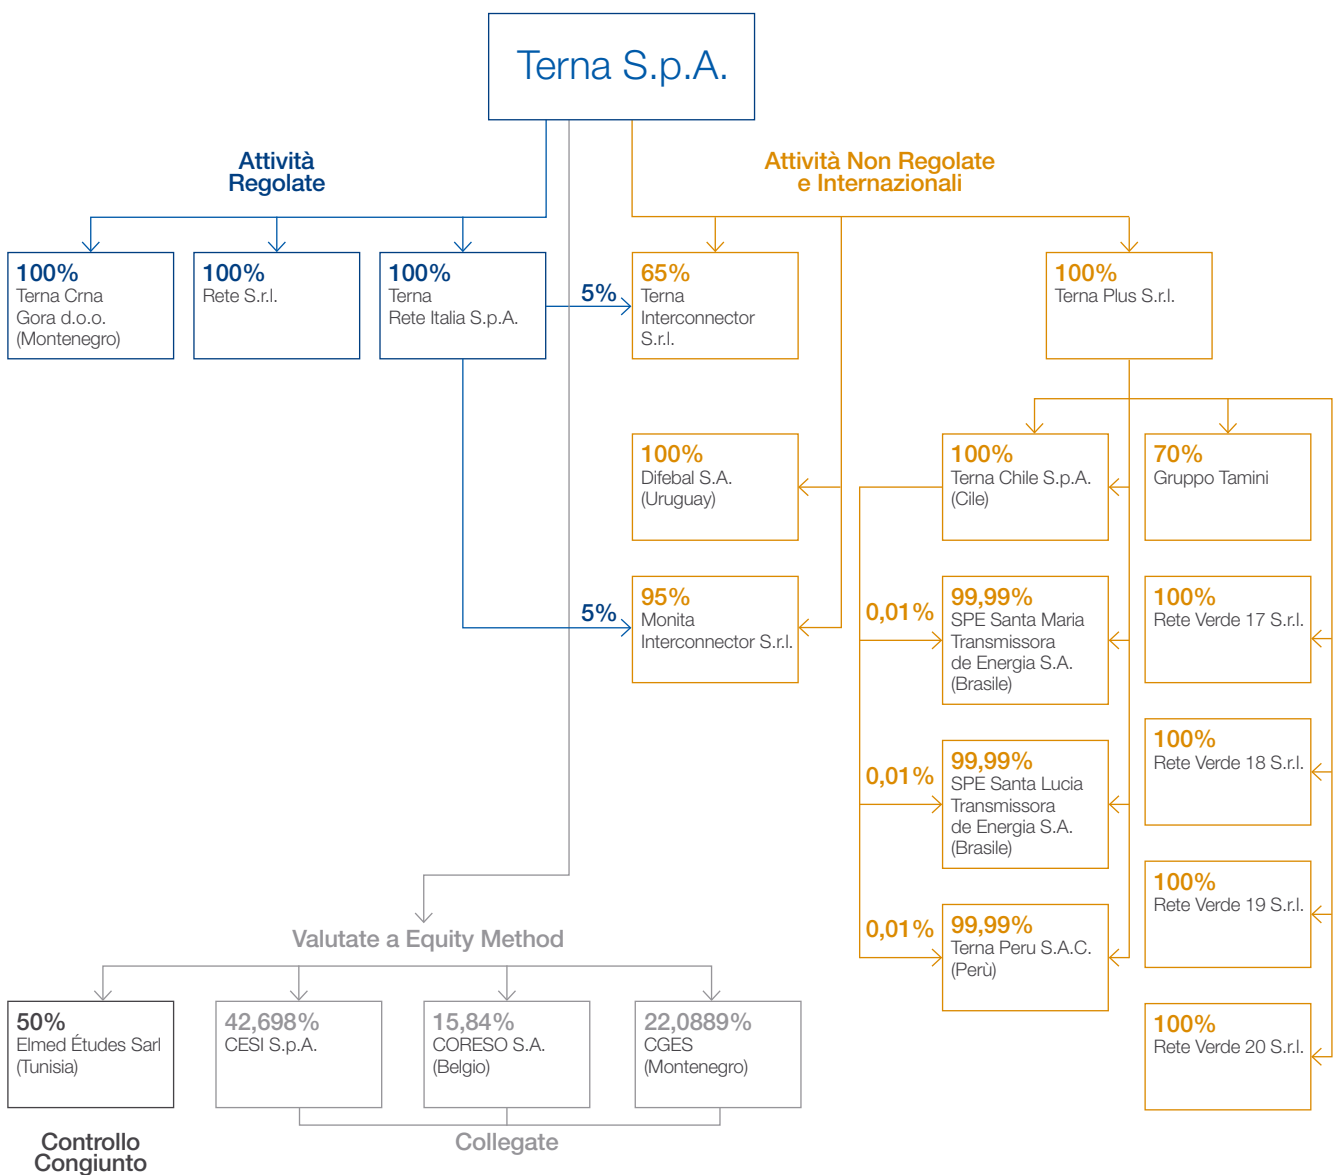 Terna S.p.A.
Attività
Regolate
Attività Non Regolate
e Internazionali
100%
Terna Crna
Gora d.o.o.
(Montenegro)
100%
Rete S.r.l.
100%
Terna
Rete Italia S.p.A.
5%
65%
Terna
Interconnector
S.r.l.
100%
Terna Plus S.r.l.
100%
Difebal S.A.
(Uruguay)
100%
Terna Chile S.p.A.
(Cile)
70%
Gruppo Tamini
5%
95%
Monita
Interconnector S.r.l.
0,01%
99,99%
SPE Santa Maria
Transmissora
de Energia S.A.
(Brasile)
100%
Rete Verde 17 S.r.l.
0,01%
99,99%
SPE Santa Lucia
Transmissora
de Energia S.A.
(Brasile)
100%
Rete Verde 18 S.r.l.
0,01%
99,99%
Terna Peru S.A.C.
(Perù)
100%
Rete Verde 19 S.r.l.
100%
Rete Verde 20 S.r.l.
Valutate a Equity Method
50%
Elmed Études Sarl
(Tunisia)
42,698%
CESI S.p.A.
15,84%
CORESO S.A.
(Belgio)
22,0889%
CGES
(Montenegro)
Controllo
Congiunto
Collegate